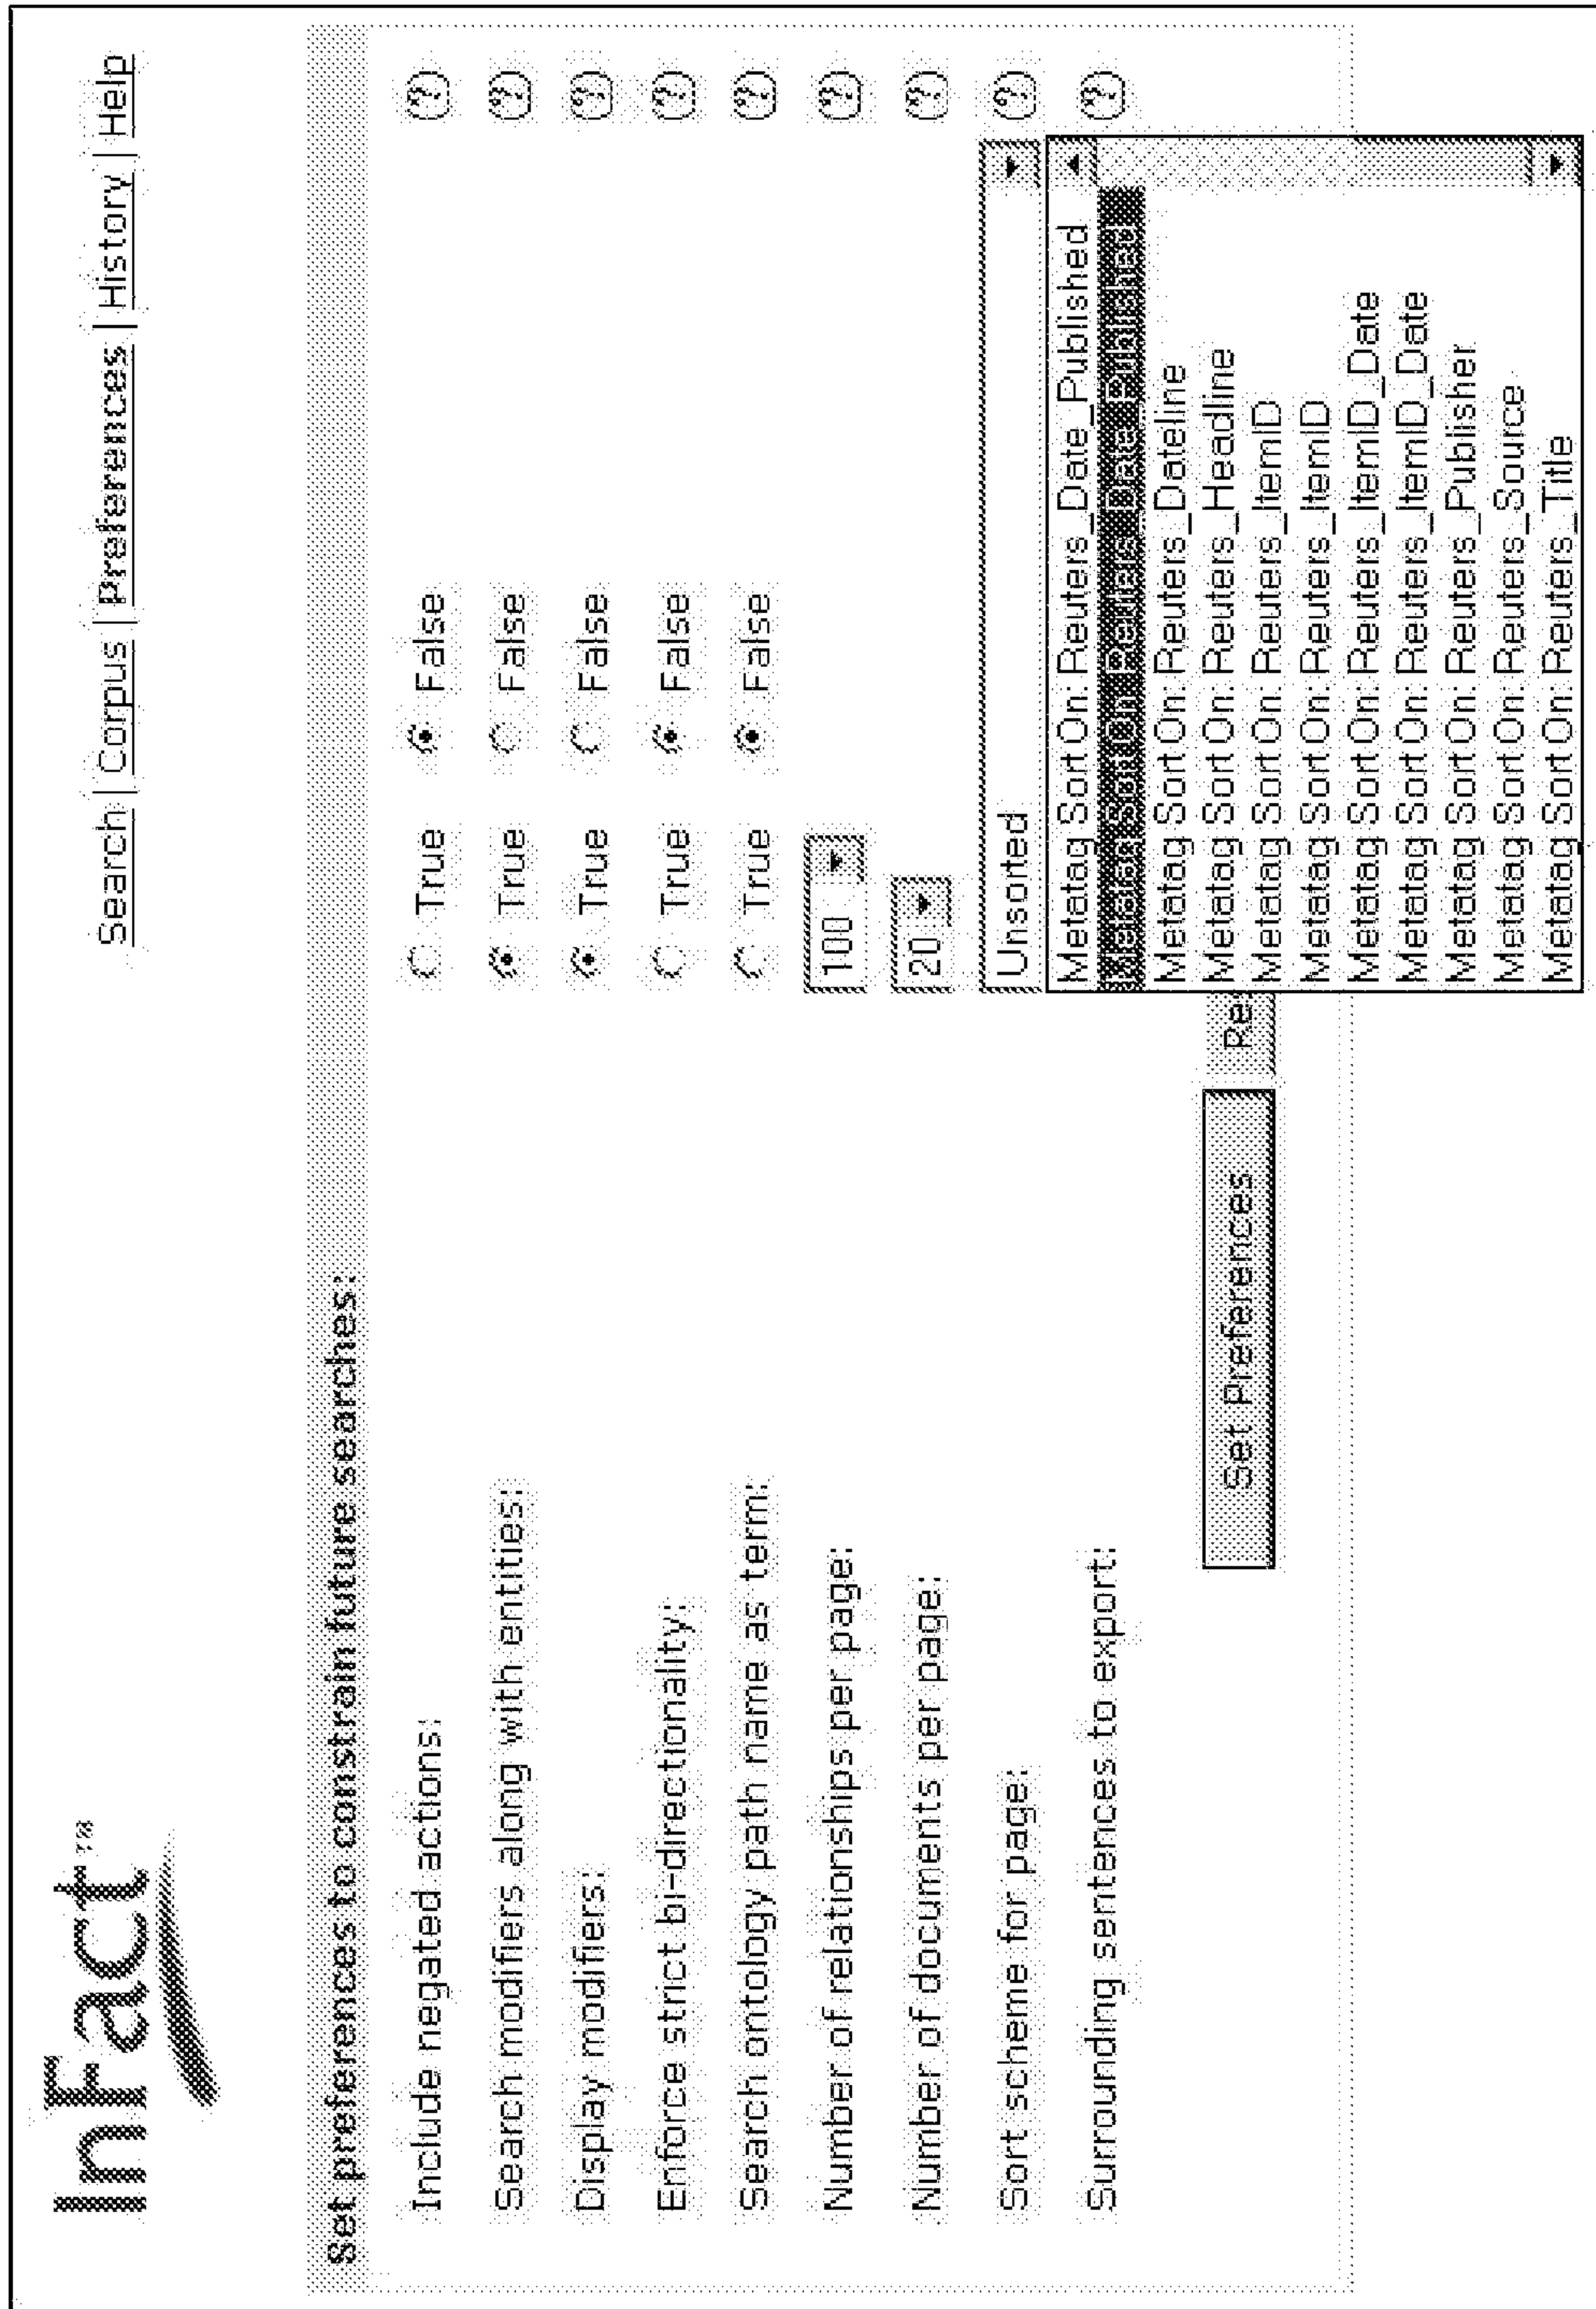 InFact™
Search | Corpus | Preferences | History | Help
Set preferences to constrain future searches:
Include negated actions: True False (?)
Search modifiers along with entities: True False (?)
Display modifiers: True False (?)
Enforce strict bi-directionality: True False (?)
Search ontology path name as term: True False (?)
Number of relationships per page: 100 (?)
Number of documents per page: 20 (?)
Sort scheme for page: Unsorted (?)
Surrounding sentences to export: (?)
Metatag Sort On: Reuters_Date_Published
Metatag Sort On: Reuters_Date_Published
Metatag Sort On: Reuters_Dateline
Metatag Sort On: Reuters_Headline
Metatag Sort On: Reuters_ItemID
Metatag Sort On: Reuters_ItemID
Metatag Sort On: Reuters_ItemID_Date
Metatag Sort On: Reuters_ItemID_Date
Metatag Sort On: Reuters_Publisher
Metatag Sort On: Reuters_Source
Metatag Sort On: Reuters_Title
Set Preferences Re